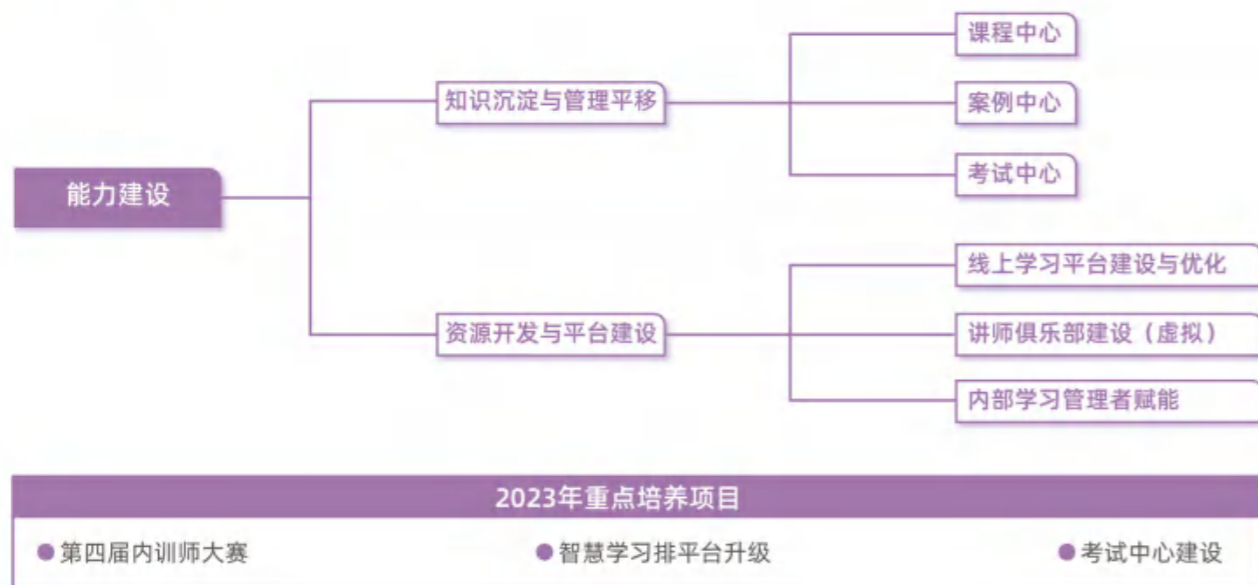 课程中心
知识沉淀与管理平移
案例中心
能力建设
考试中心
线上学习平台建设与优化
资源开发与平台建设
讲师俱乐部建设（虚拟）
内部学习管理者赋能
2023年重点培养项目
第四届内训师大赛
智慧学习排平台升级
考试中心建设